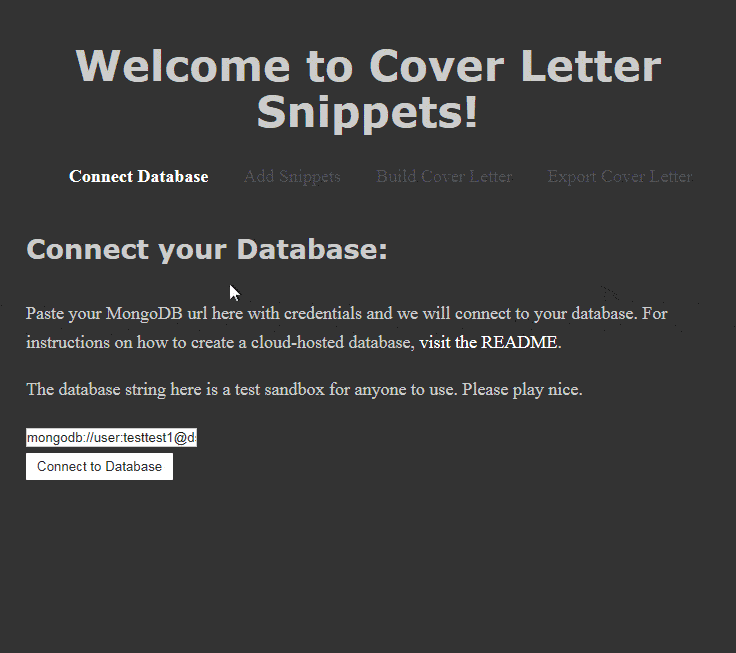 Welcome to Cover Letter
Snippets!
Connect Database Add Snippets Build Cover Letter Export Cover Letter
Connect your Database:
Paste your MongoDB url here with credentials and we will connect to your database. For
instructions on how to create a cloud-hosted database, visit the README.
The database string here is a test sandbox for anyone to use. Please play nice.
mongodb://user:testtest1@ds
Connect to Database